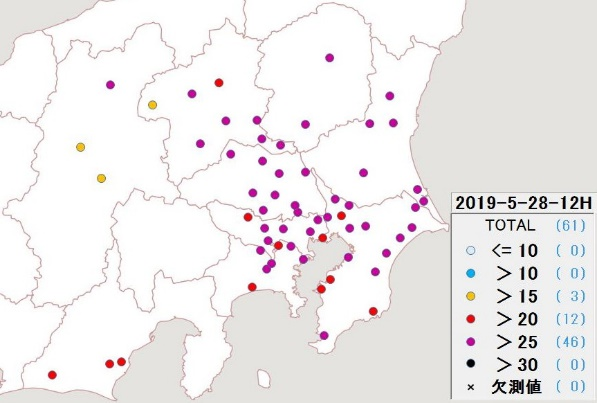 2019-5-28-12H
TOTAL (61)
<= 10 ( 0)
> 10 ( 0)
> 15 ( 3)
> 20 (12)
> 25 (46)
> 30 ( 0)
× 欠測値 ( 0)